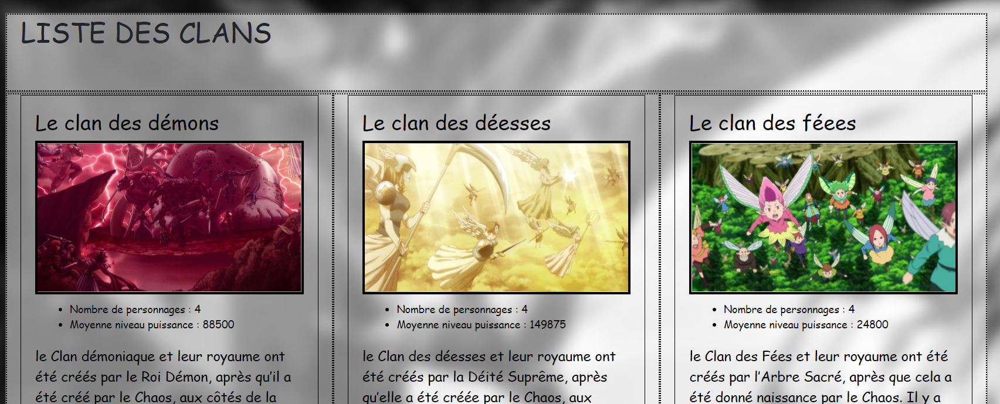 LISTE DES CLANS
Le clan des démons
Nombre de personnages : 4
Moyenne niveau puissance : 88500
le Clan démoniaque et leur royaume ont
été créés par le Roi Démon, après qu’il a
été créé par le Chaos, aux côtés de la
Le clan des déesses
Nombre de personnages : 4
Moyenne niveau puissance : 149875
le Clan des déesses et leur royaume ont
été créés par la Déité Suprême, après
qu’elle a été créée par le Chaos, aux
Le clan des féees
Nombre de personnages : 4
Moyenne niveau puissance : 24800
le Clan des Fées et leur royaume ont été
créés par l’Arbre Sacré, après que cela a
été donné naissance par le Chaos. Il y a